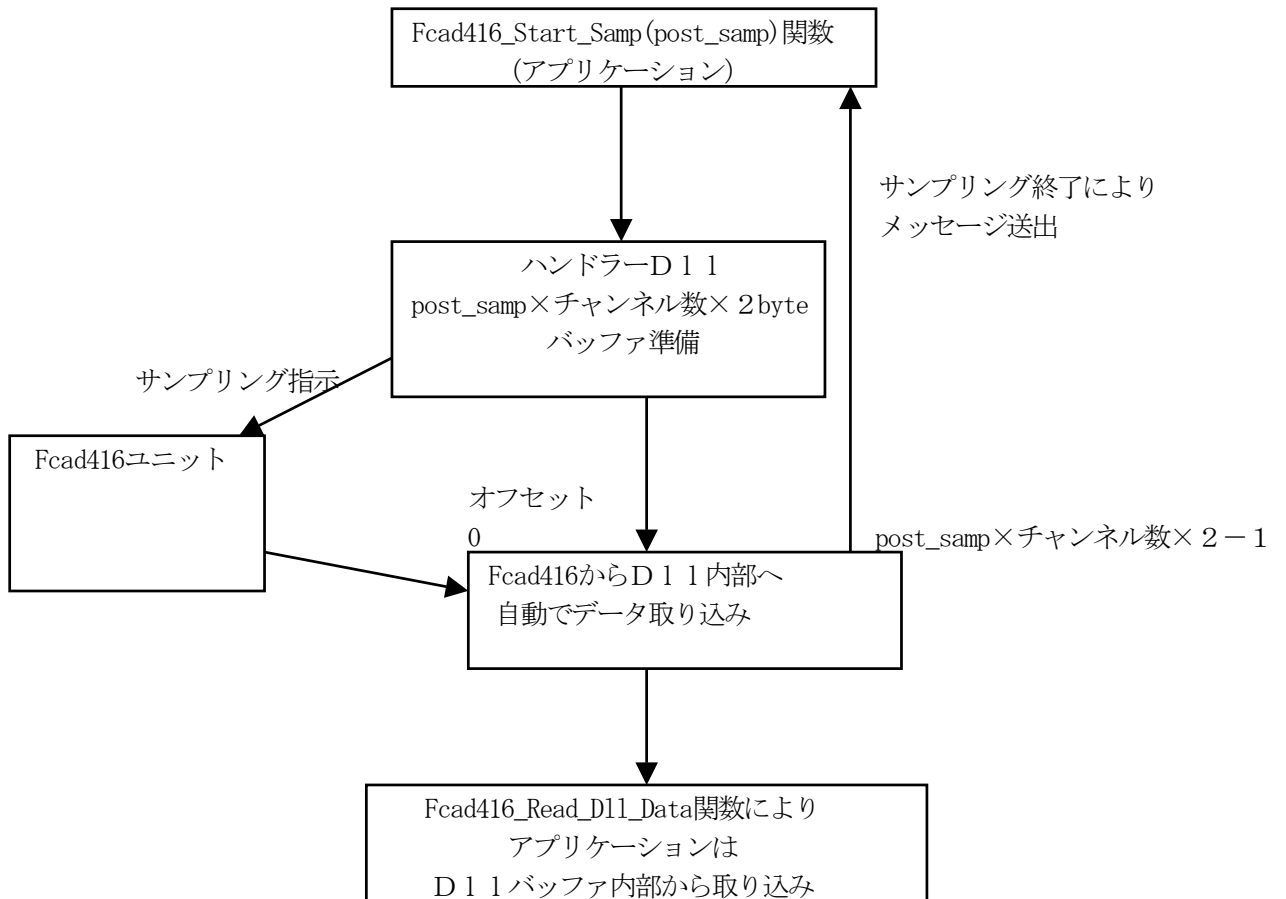 Fcad416_Start_Samp(post_samp)関数
(アプリケーション)
サンプリング終了により
メッセージ送出
ハンドラーＤｌｌ
post_samp×チャンネル数×２byte
バッファ準備
サンプリング指示
Fcad416ユニット
オフセット
0
post_samp×チャンネル数×２－１
Fcad416からＤｌｌ内部へ
自動でデータ取り込み
Fcad416_Read_Dll_Data関数により
アプリケーションは
Ｄｌｌバッファ内部から取り込み